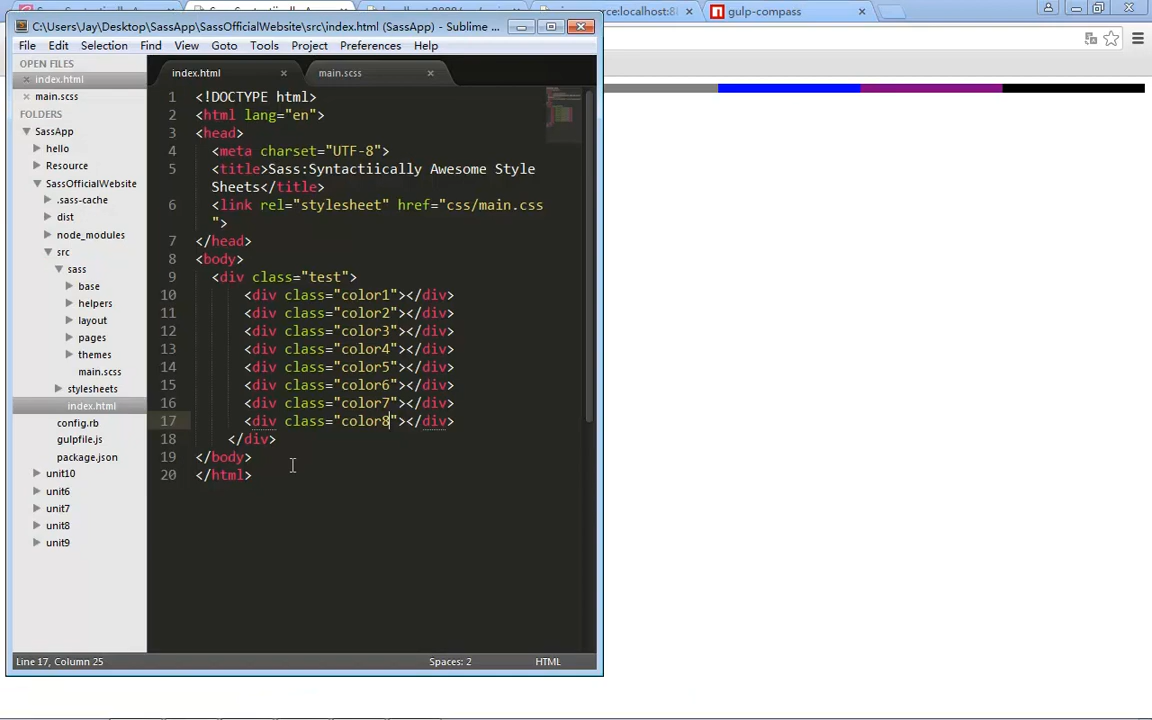 C:\Users\Jay\Desktop\SassApp\SassOfficialWebsite\src\index.html (SassApp) - Sublime ...
gulp-compass
File Edit Selection Find View Goto Tools Project Preferences Help
OPEN FILES
index.html
main.scss
FOLDERS
SassApp
hello
Resource
SassOfficialWebsite
.sass-cache
dist
node_modules
src
sass
base
helpers
layout
pages
themes
main.scss
stylesheets
index.html
config.rb
gulpfile.js
package.json
unit10
unit6
unit7
unit8
unit9
index.html
main.scss
1 <!DOCTYPE html>
2 <html lang="en">
3 <head>
4 <meta charset="UTF-8">
5 <title>Sass:Syntactiically Awesome Style
Sheets</title>
6 <link rel="stylesheet" href="css/main.css
">
7 </head>
8 <body>
9 <div class="test">
10 <div class="color1"></div>
11 <div class="color2"></div>
12 <div class="color3"></div>
13 <div class="color4"></div>
14 <div class="color5"></div>
15 <div class="color6"></div>
16 <div class="color7"></div>
17 <div class="color8"></div>
18 </div>
19 </body>
20 </html>
Line 17, Column 25
Spaces: 2
HTML